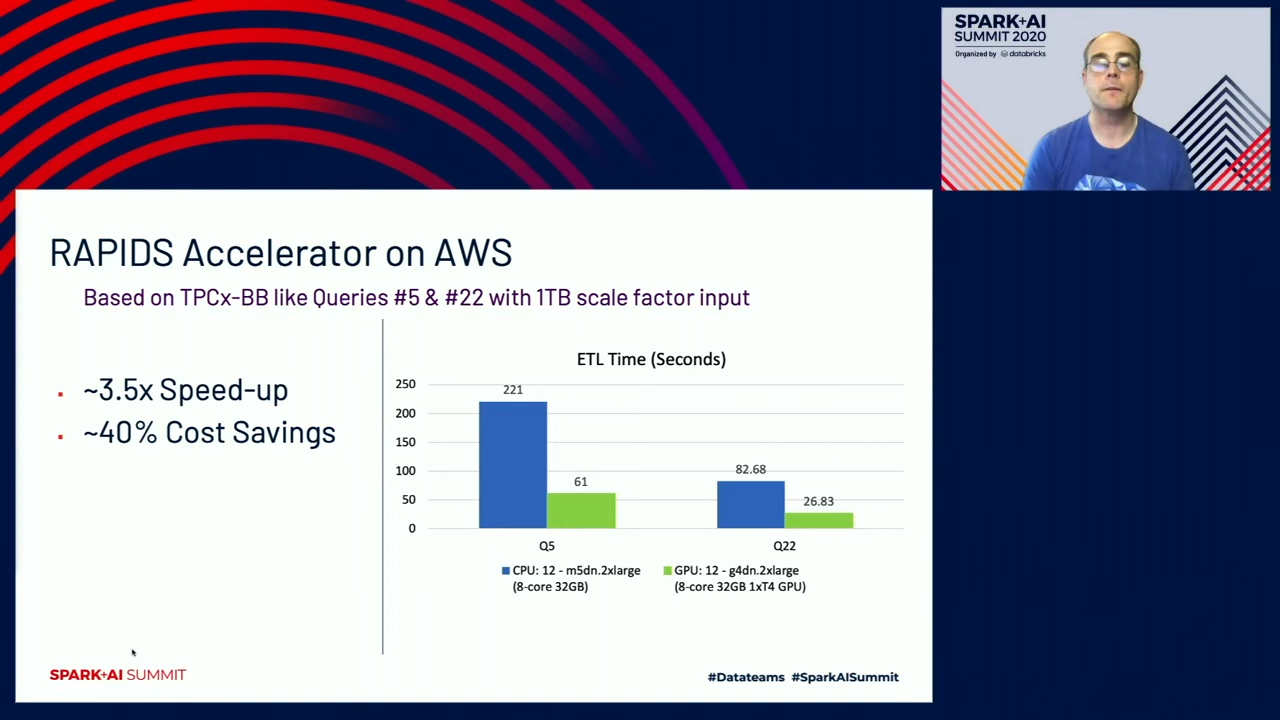 SPARK+AI
SUMMIT 2020
Organized by databricks
RAPIDS Accelerator on AWS
Based on TPCx-BB like Queries #5 & #22 with 1TB scale factor input
~3.5x Speed-up
~40% Cost Savings
ETL Time (Seconds)
250
200
150
100
50
0
221
61
82.68
26.83
Q5
Q22
CPU: 12 - m5dn.2xlarge
(8-core 32GB)
GPU: 12 - g4dn.2xlarge
(8-core 32GB 1xT4 GPU)
SPARK+AI SUMMIT
#Datateams #SparkAISummit